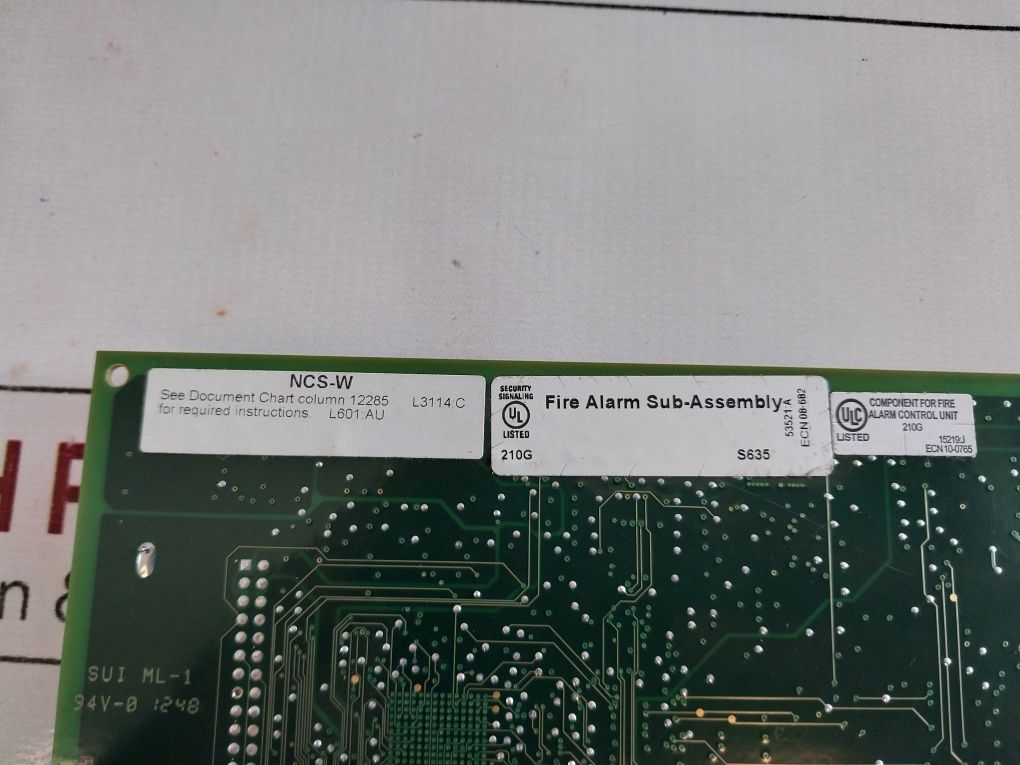 NCS-W
See Document Chart column 12285 L3114:C
for required instructions. L601:AU
SECURITY
SIGNALING
UL
LISTED
210G
Fire Alarm Sub-Assembly
S635
53521:A
ECN 08-682
ULC
LISTED
COMPONENT FOR FIRE
ALARM CONTROL UNIT
210G
15219:J
ECN 10-0765
SUI ML-1
94V-0 1248